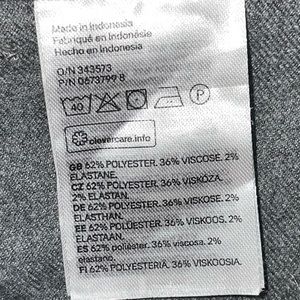 Made in Indonesia
Fabriqué en Indonésie
Hecho en Indonesia
O/N 343573
P/N 0673799 B
40
P
clevercare.info
GB 62% POLYESTER. 36% VISCOSE. 2%
ELASTANE.
CZ 62% POLYESTER. 36% VISKÓZA.
2% ELASTAN.
DE 62% POLYESTER. 36% VISKOSE. 2%
ELASTHAN.
EE 62% POLÜESTER. 36% VISKOOS. 2%
ELASTAAN.
ES 62% poliéster. 36% viscosa. 2%
elastano.
FI 62% POLYESTERIA. 36% VISKOOSIA.